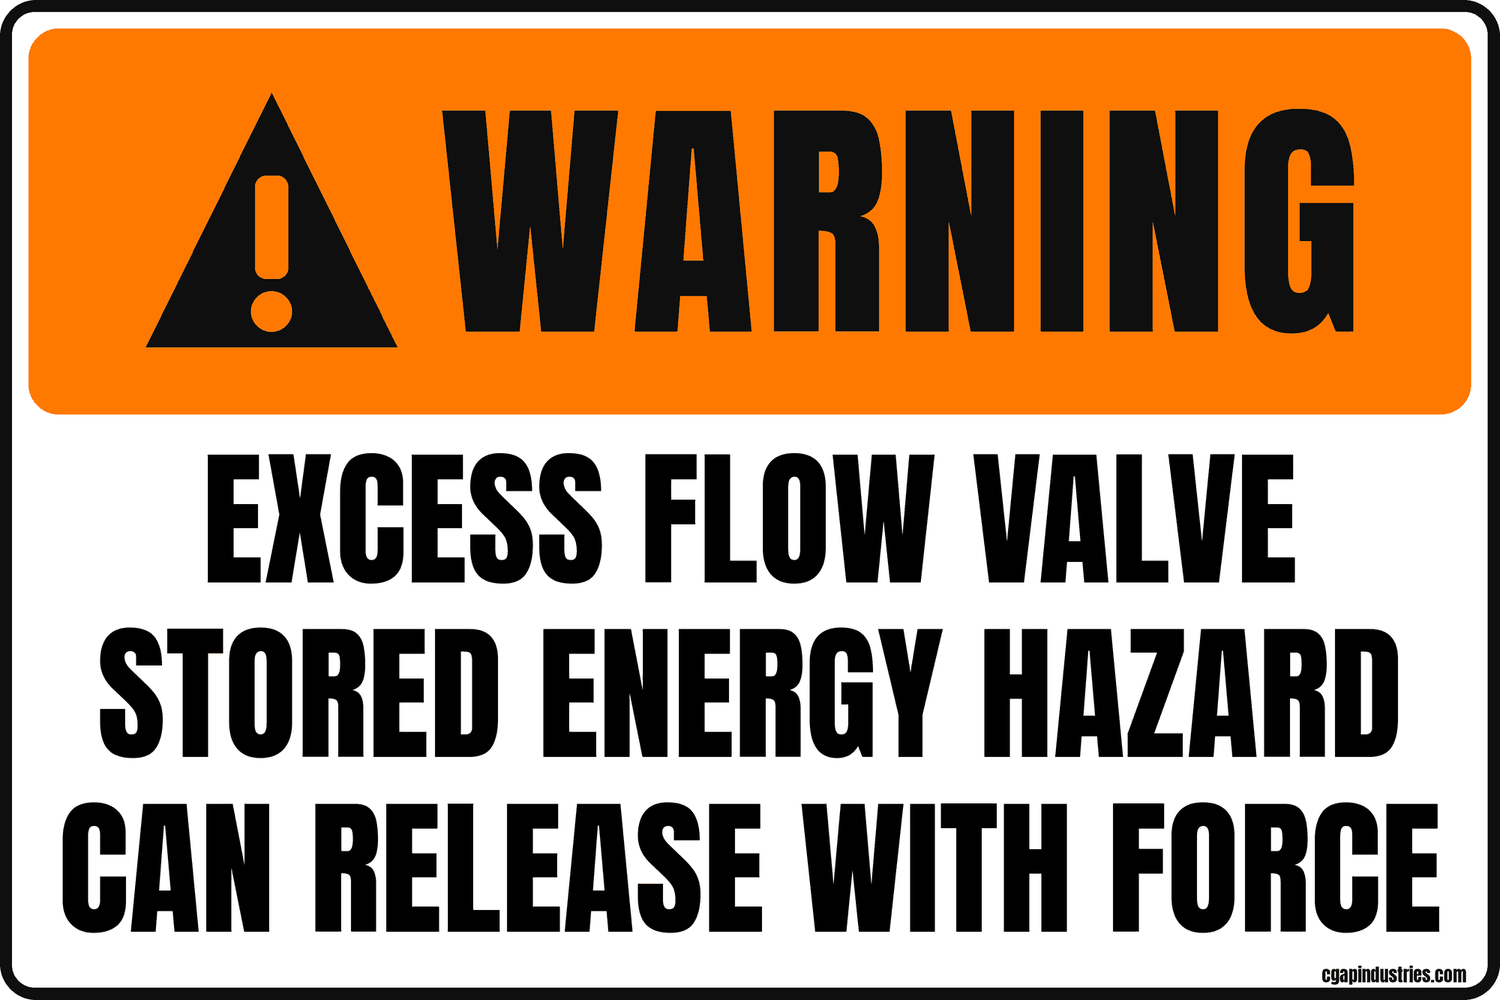 WARNING
EXCESS FLOW VALVE
STORED ENERGY HAZARD
CAN RELEASE WITH FORCE
cgapindustries.com